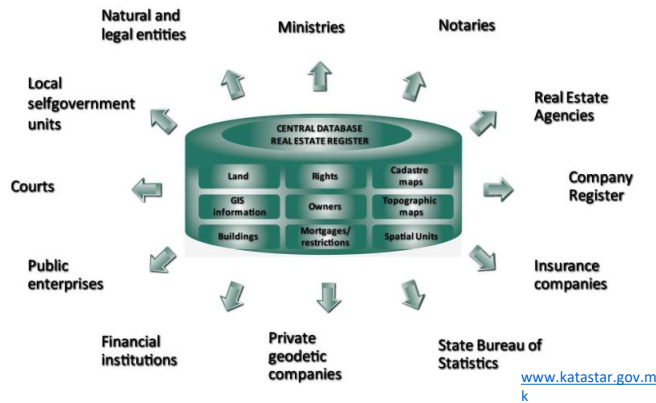 Natural and
legal entities
Ministries
Notaries
Local
selfgovernment
units
Real Estate
Agencies
CENTRAL DATABASE
REAL ESTATE REGISTER
Land
Rights
Cadastre
maps
GIS
information
Owners
Topographic
maps
Buildings
Mortgages/
restrictions
Spatial Units
Courts
Company
Register
Public
enterprises
Insurance
companies
Financial
institutions
Private
geodetic
companies
State Bureau of
Statistics
www.katastar.gov.m
k